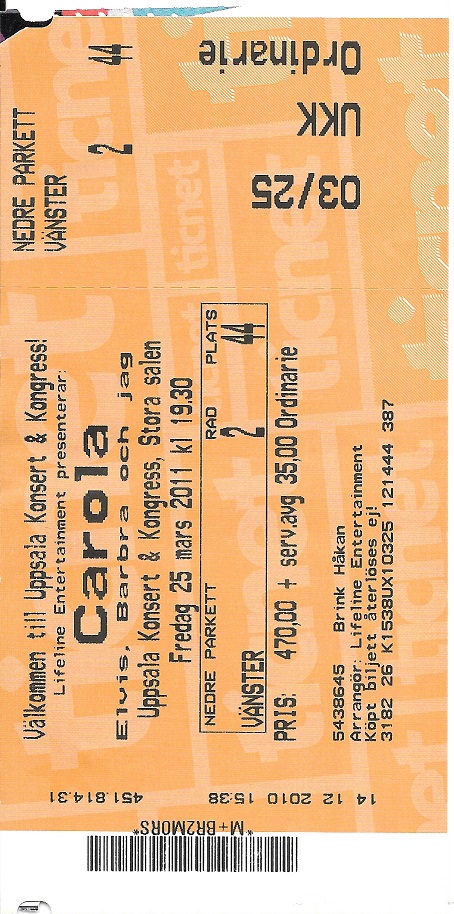 Välkommen till Uppsala Konsert & Kongress!
Lifeline Entertainment presenterar:
Carola
Elvis, Barbra och jag
Uppsala Konsert & Kongress, Stora salen
Fredag 25 mars 2011 kl 19.30
NEDRE PARKETT RAD PLATS
VÄNSTER 2 44
PRIS: 470,00 + serv.avg 35,00 Ordinarie
5438645 Brink Håkan
Arrangör: Lifeline Entertainment
Köpt biljett återlöses ej!
3182 26 K1538UX10325 121444 387
NEDRE PARKETT
VÄNSTER 2 44
Ordinarie
UKK
03/25
451.814.31
14 12 2010 15:38
*M+BR2MORS*
ticnet